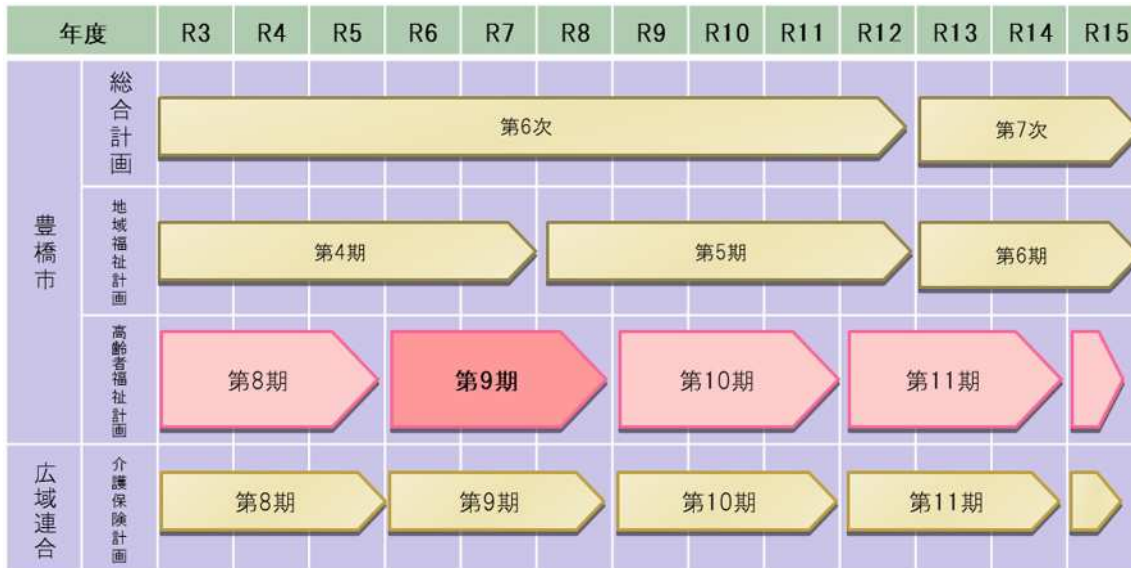 年度 R3 R4 R5 R6 R7 R8 R9 R10 R11 R12 R13 R14 R15
豊橋市
総合計画
第6次 第7次
地域福祉計画
第4期 第5期 第6期
高齢者福祉計画
第8期 第9期 第10期 第11期
広域連合
介護保険計画
第8期 第9期 第10期 第11期